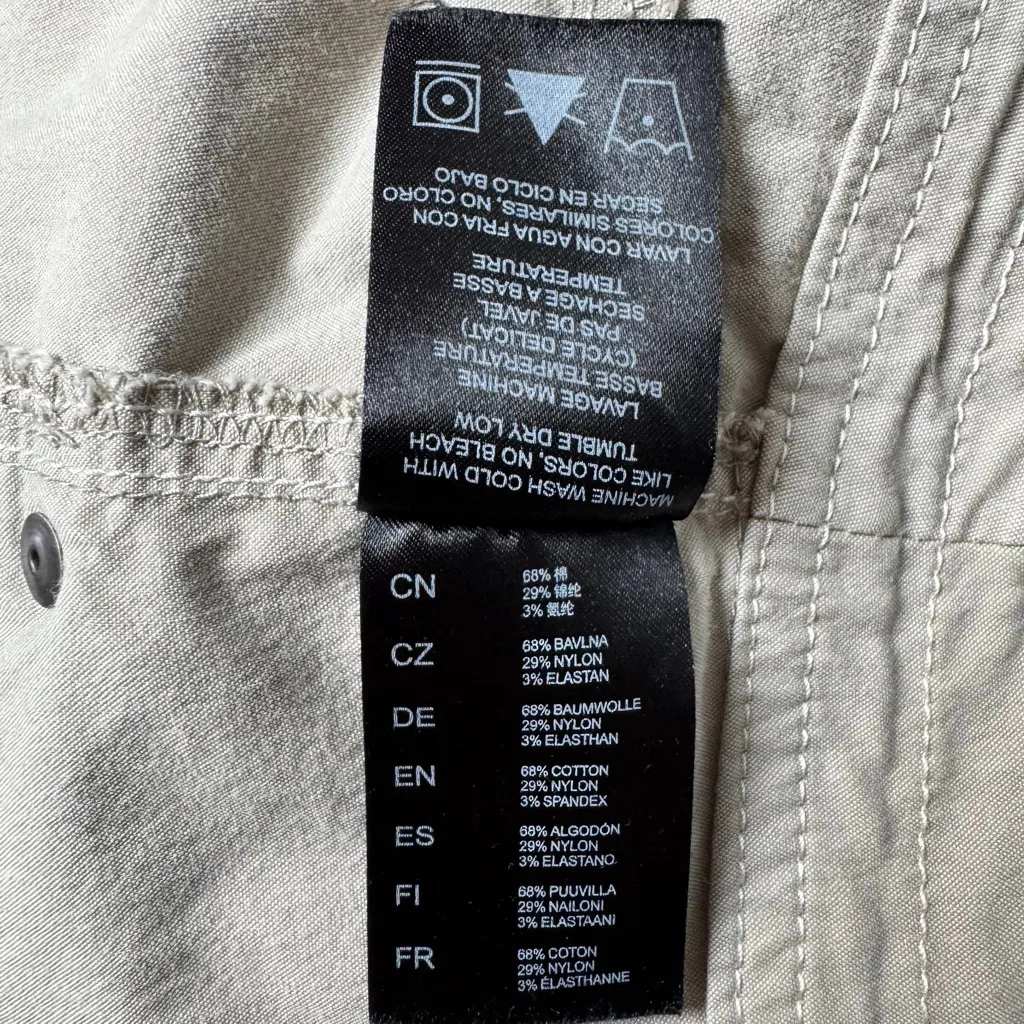 MACHINE WASH COLD WITH
LIKE COLORS, NO BLEACH
TUMBLE DRY LOW
LAVAGE MACHINE
BASSE TEMPERATURE
(CYCLE DELICAT)
PAS DE JAVEL
SECHAGE A BASSE
TEMPERATURE
LAVAR CON AGUA FRIA CON
COLORES SIMILARES, NO CLORO
SECAR EN CICLO BAJO
CN
68% 棉
29% 锦纶
3% 氨纶
CZ
68% BAVLNA
29% NYLON
3% ELASTAN
DE
68% BAUMWOLLE
29% NYLON
3% ELASTHAN
EN
68% COTTON
29% NYLON
3% SPANDEX
ES
68% ALGODÓN
29% NYLON
3% ELASTANO
FI
68% PUUVILLA
29% NAILONI
3% ELASTAANI
FR
68% COTON
29% NYLON
3% ÉLASTHANNE